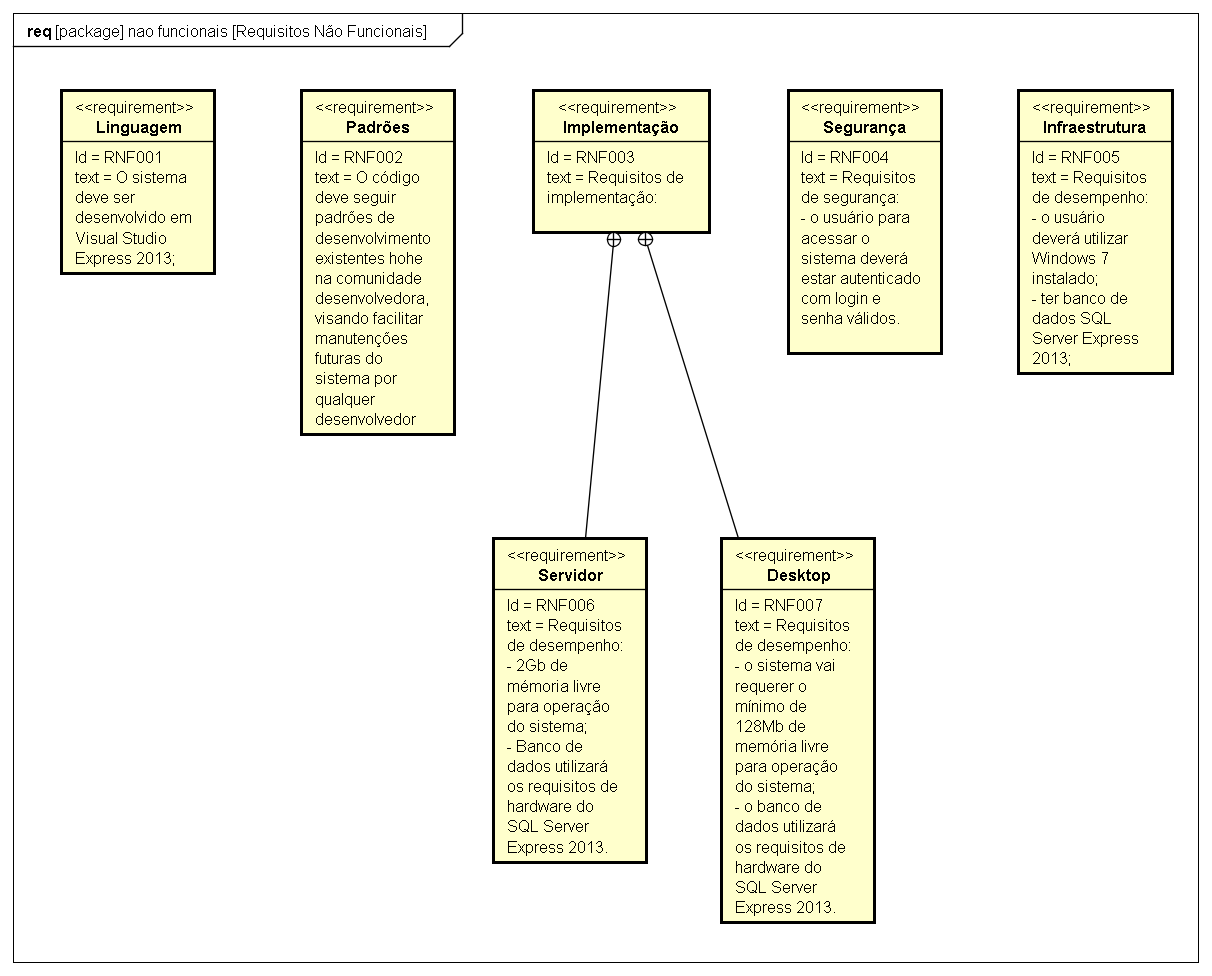 req [package] nao funcionais [Requisitos Não Funcionais]
<<requirement>>
Linguagem
Id = RNF001
text = O sistema
deve ser
desenvolvido em
Visual Studio
Express 2013;
<<requirement>>
Padrões
Id = RNF002
text = O código
deve seguir
padrões de
desenvolvimento
existentes hohe
na comunidade
desenvolvedora,
visando facilitar
manutenções
futuras do
sistema por
qualquer
desenvolvedor
<<requirement>>
Implementação
Id = RNF003
text = Requisitos de
implementação:
<<requirement>>
Segurança
Id = RNF004
text = Requisitos
de segurança:
- o usuário para
acessar o
sistema deverá
estar autenticado
com login e
senha válidos.
<<requirement>>
Infraestrutura
Id = RNF005
text = Requisitos
de desempenho:
- o usuário
deverá utilizar
Windows 7
instalado;
- ter banco de
dados SQL
Server Express
2013;
<<requirement>>
Servidor
Id = RNF006
text = Requisitos
de desempenho:
- 2Gb de
mémoria livre
para operação
do sistema;
- Banco de
dados utilizará
os requisitos de
hardware do
SQL Server
Express 2013.
<<requirement>>
Desktop
Id = RNF007
text = Requisitos
de desempenho:
- o sistema vai
requerer o
mínimo de
128Mb de
memória livre
para operação
do sistema;
- o banco de
dados utilizará
os requisitos de
hardware do
SQL Server
Express 2013.